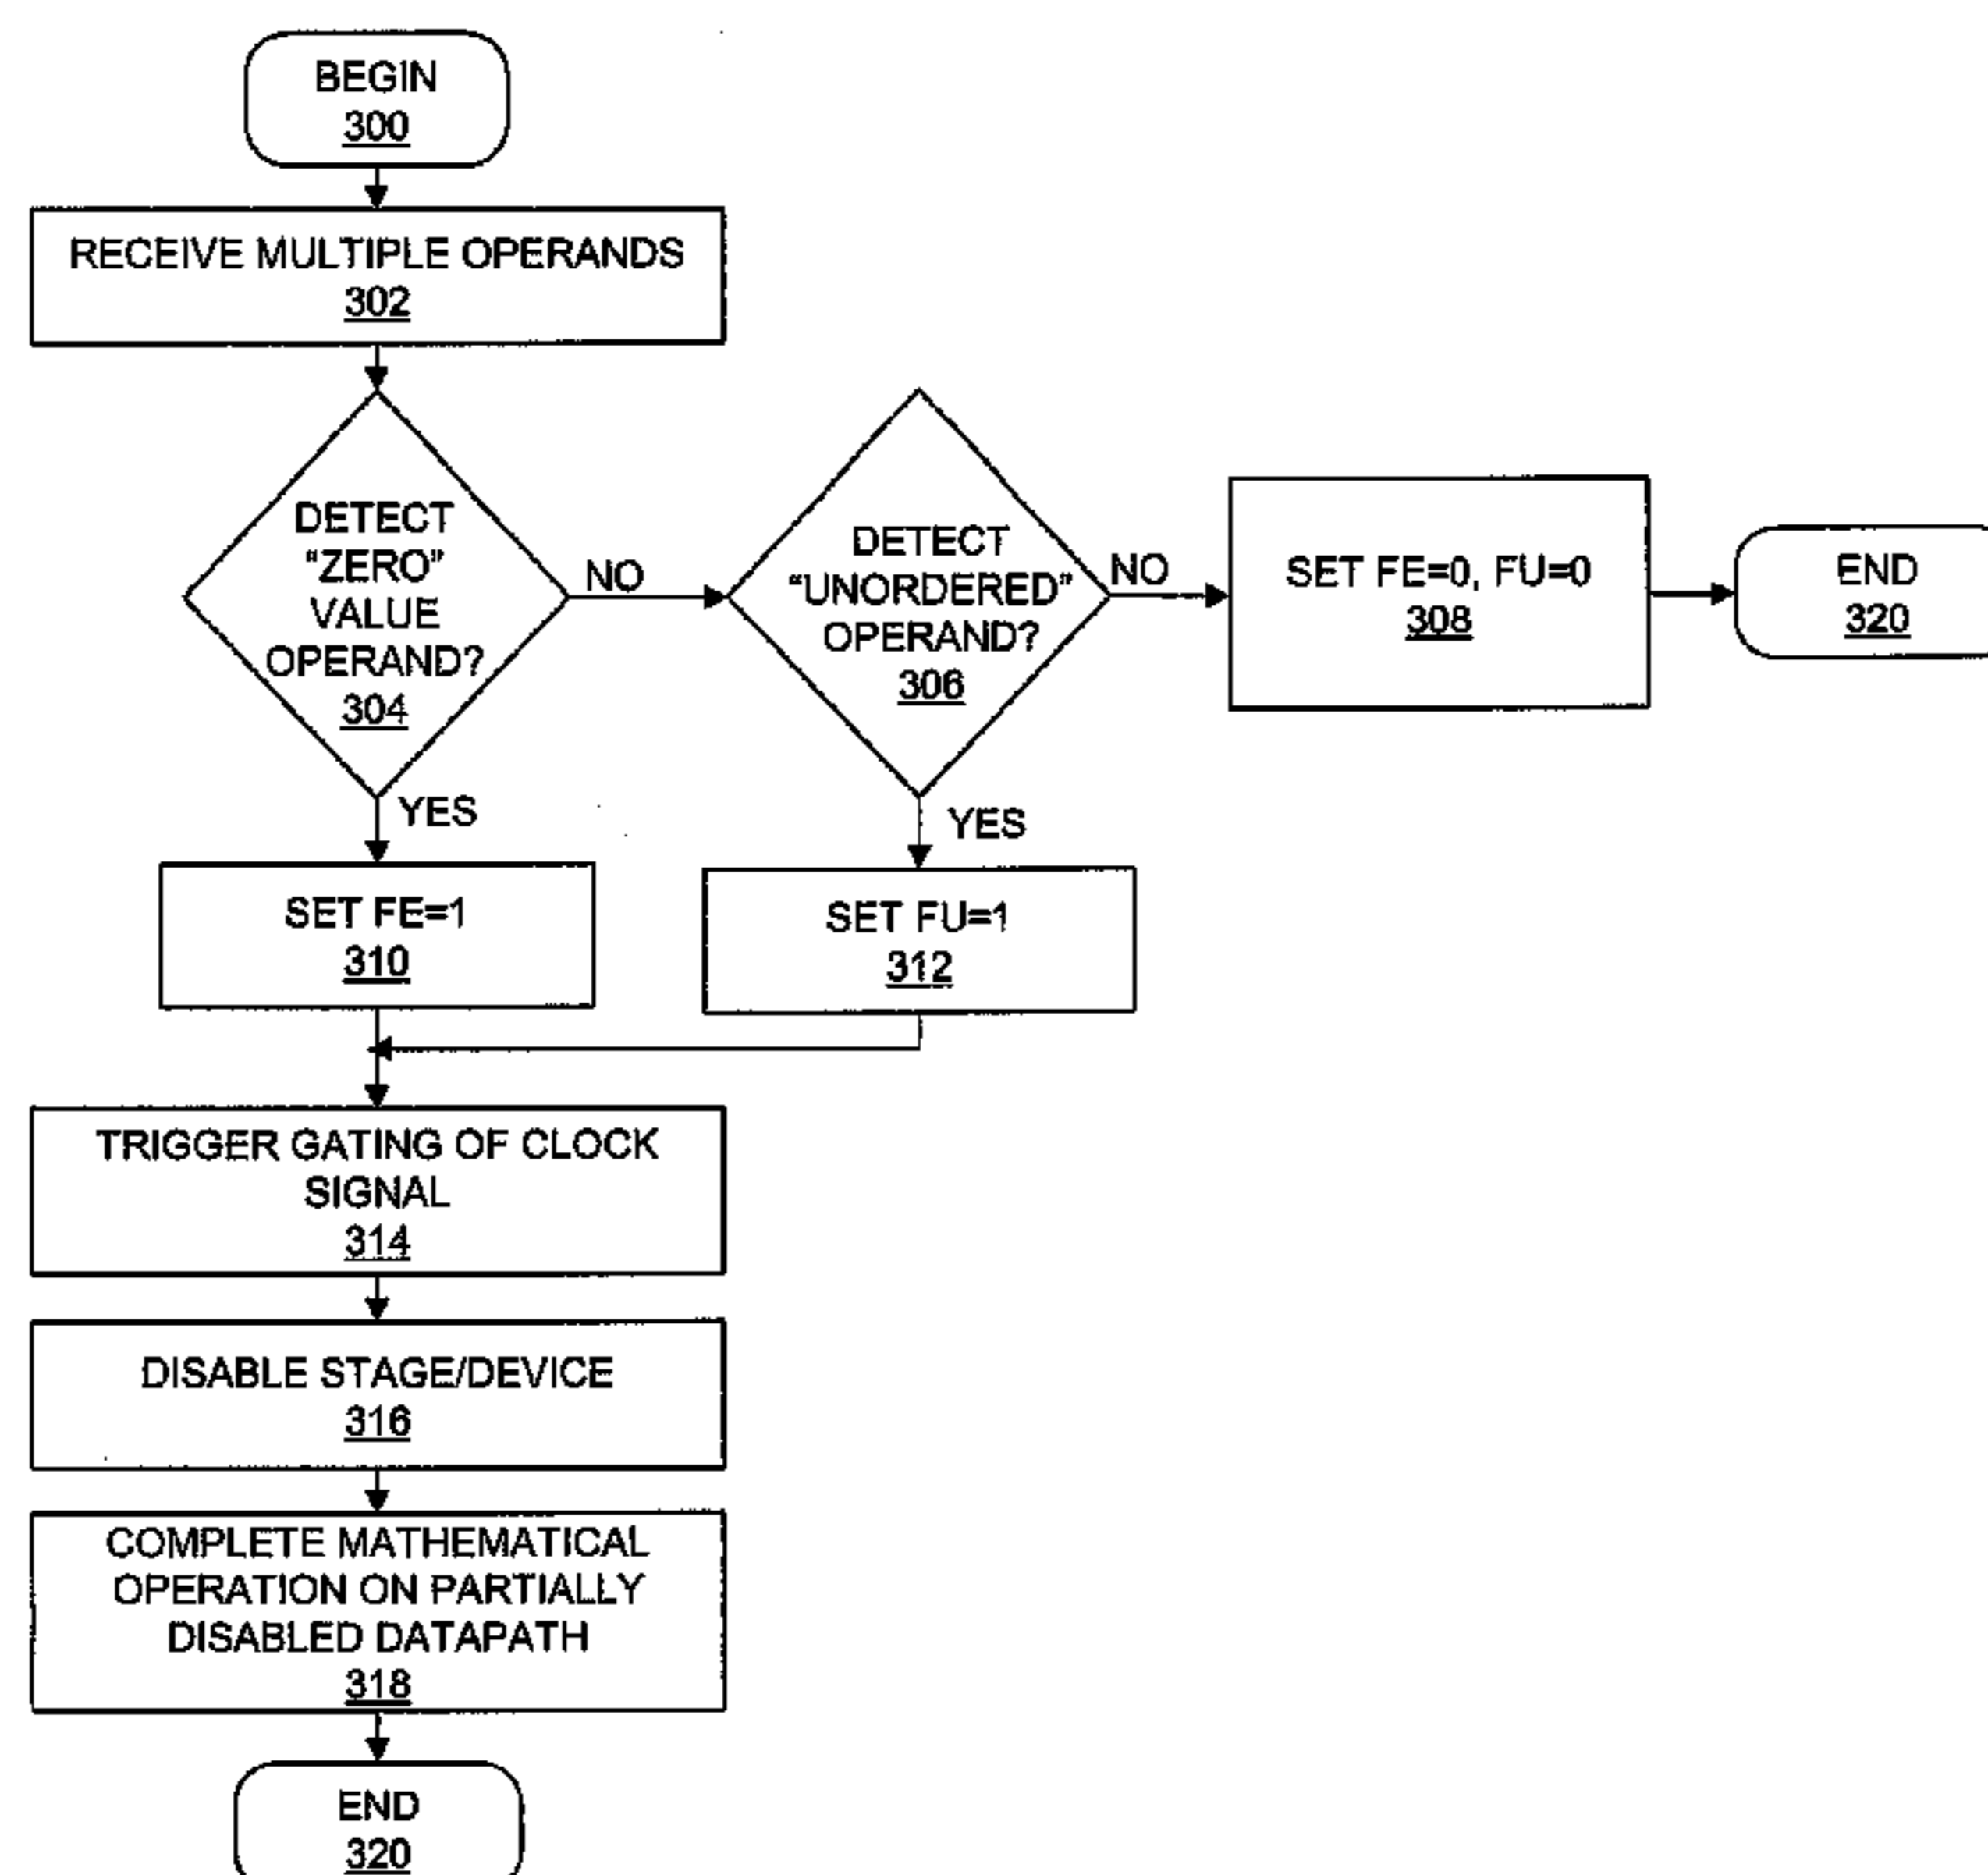 BEGIN
300
RECEIVE MULTIPLE OPERANDS
302
DETECT
"ZERO"
VALUE
OPERAND?
304
NO
DETECT
"UNORDERED"
OPERAND?
306
NO
SET FE=0, FU=0
308
END
320
YES
YES
SET FE=1
310
SET FU=1
312
TRIGGER GATING OF CLOCK
SIGNAL
314
DISABLE STAGE/DEVICE
316
COMPLETE MATHEMATICAL
OPERATION ON PARTIALLY
DISABLED DATAPATH
318
END
320